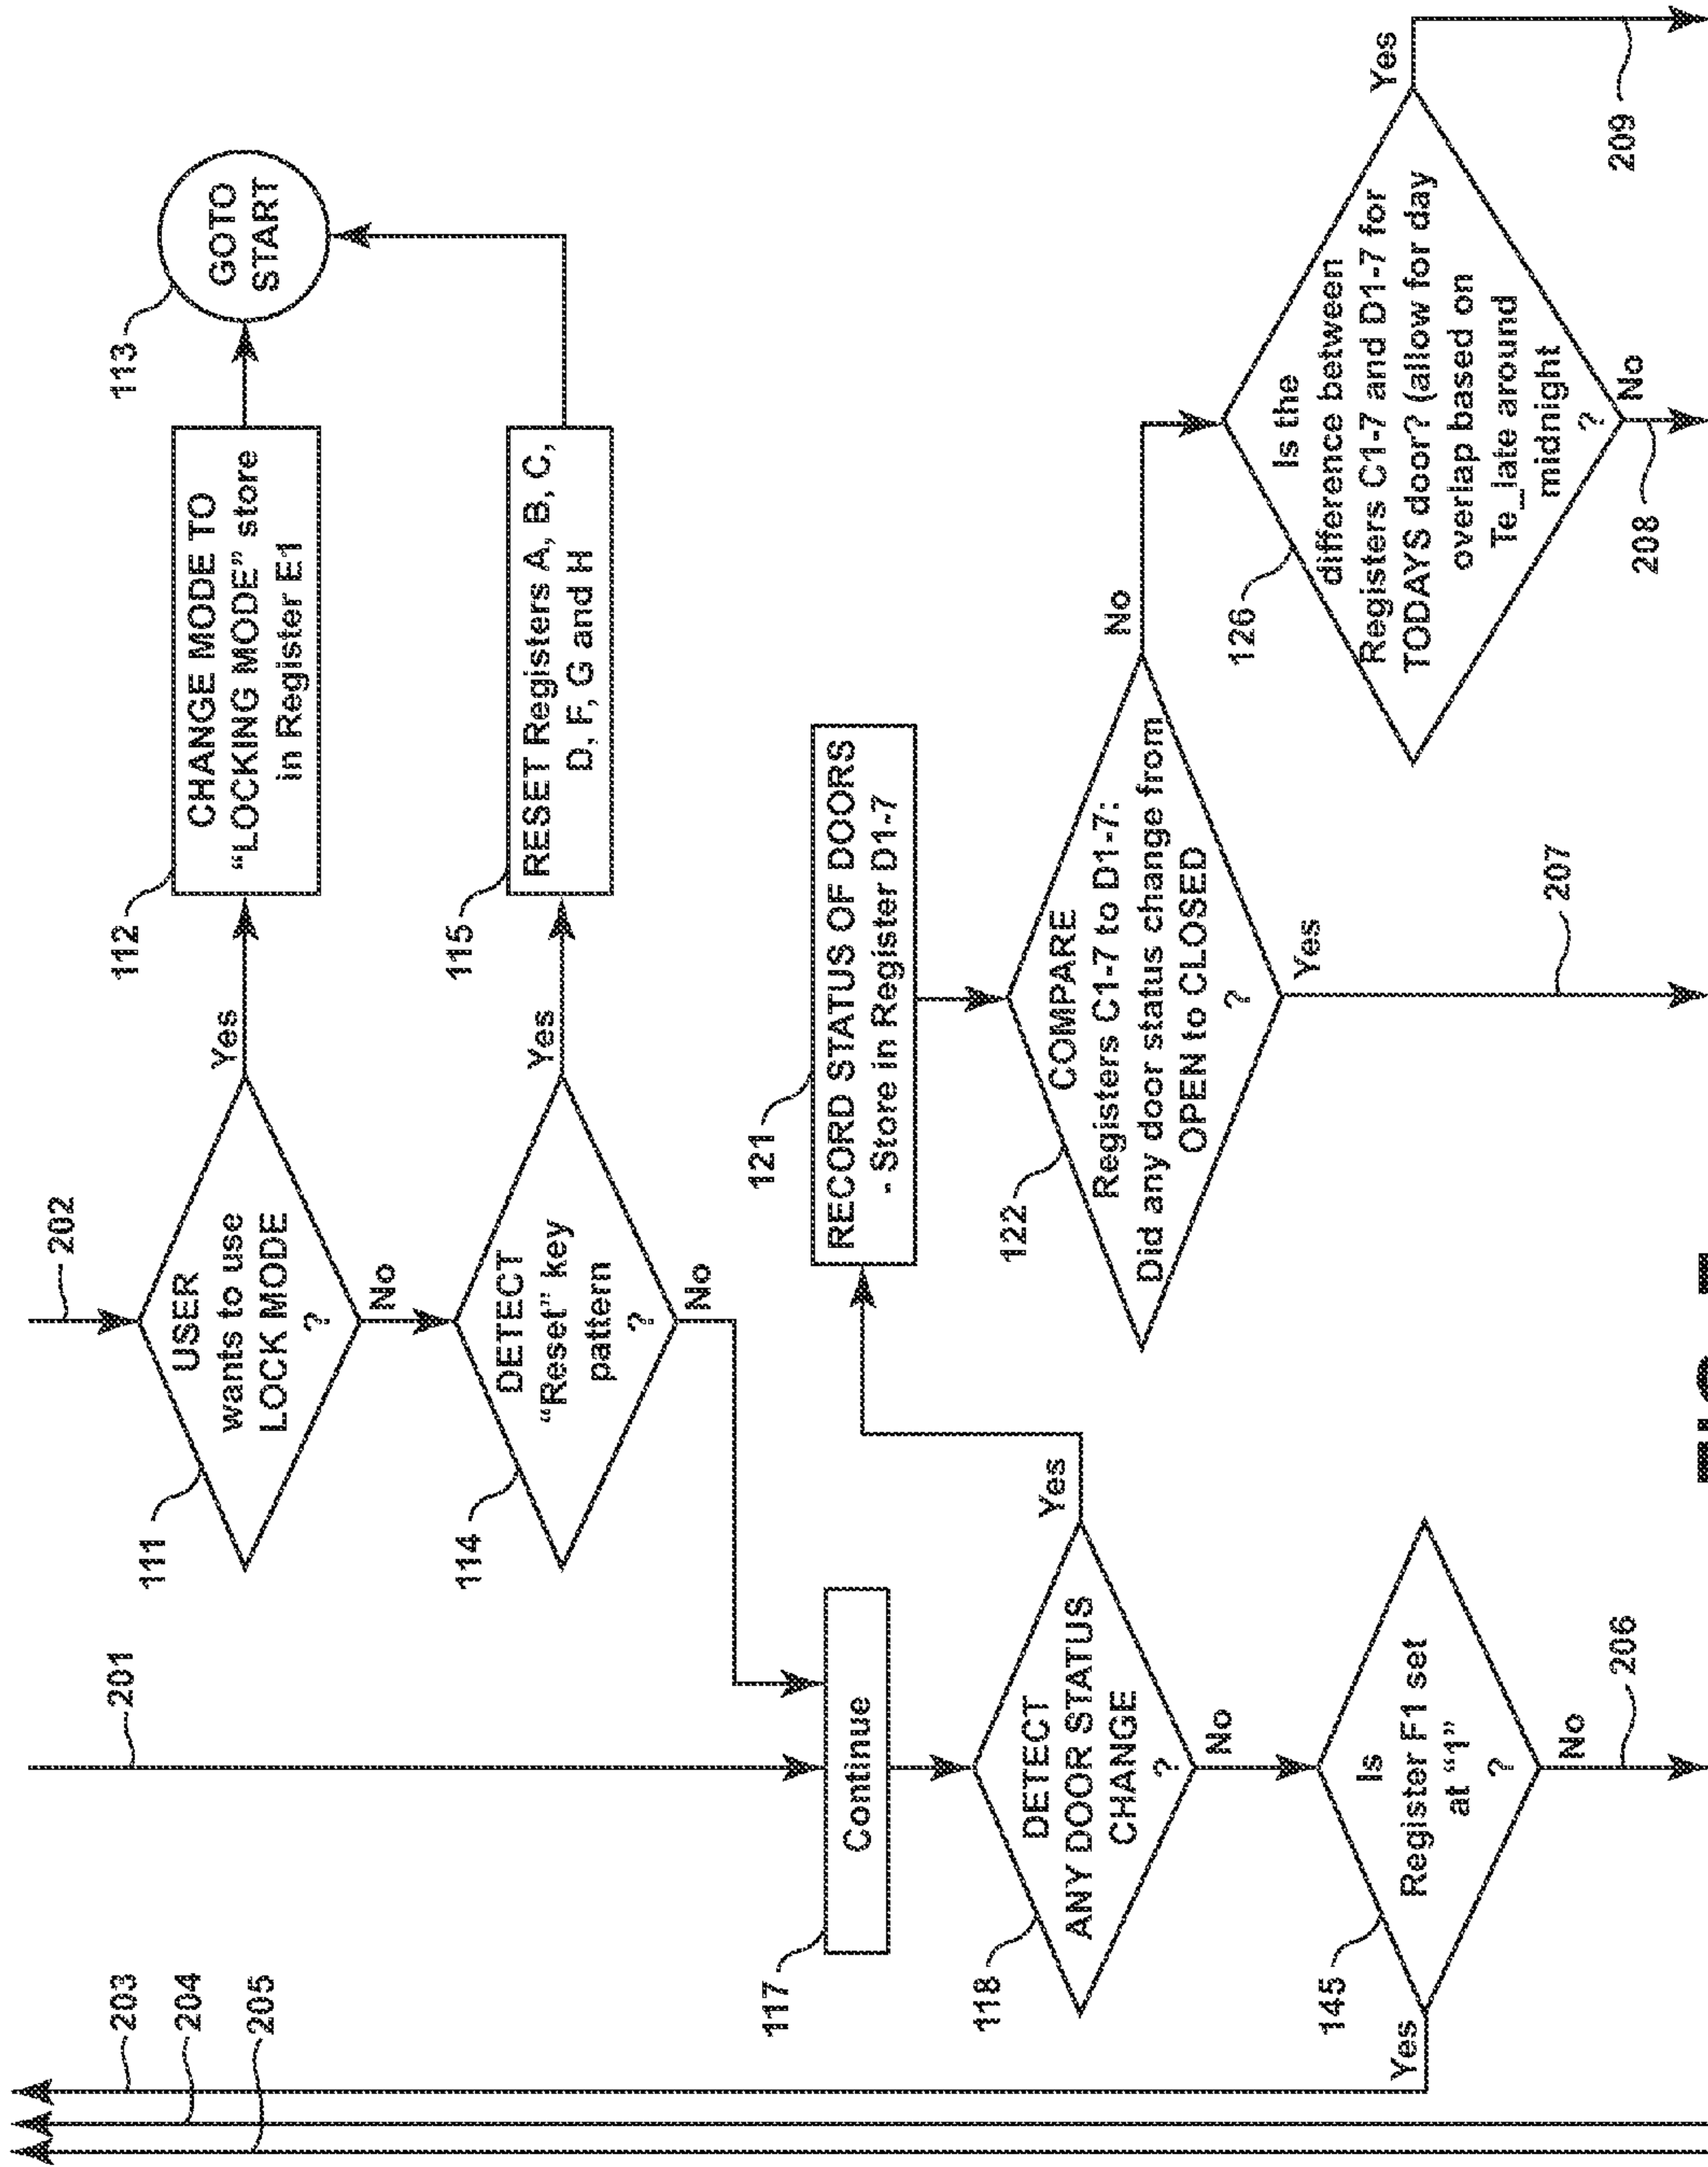 202
111
USER
wants to use
LOCK MODE
?
Yes
No
112
CHANGE MODE TO
“LOCKING MODE” store
in Register E1
113
GOTO
START
114
DETECT
“Reset” key
pattern
?
Yes
No
115
RESET Registers A, B, C,
D, F, G and H
203
204
205
201
117
Continue
118
DETECT
ANY DOOR STATUS
CHANGE
?
Yes
No
145
Is
Register F1 set
at “1”
?
Yes
No
206
121
RECORD STATUS OF DOORS
- Store in Register D1-7
122
COMPARE
Registers C1-7 to D1-7:
Did any door status change from
OPEN to CLOSED
?
No
Yes
207
126
Is the
difference between
Registers C1-7 and D1-7 for
TODAYS door? (allow for day
overlap based on
Te_late around
midnight
?
Yes
No
208
209